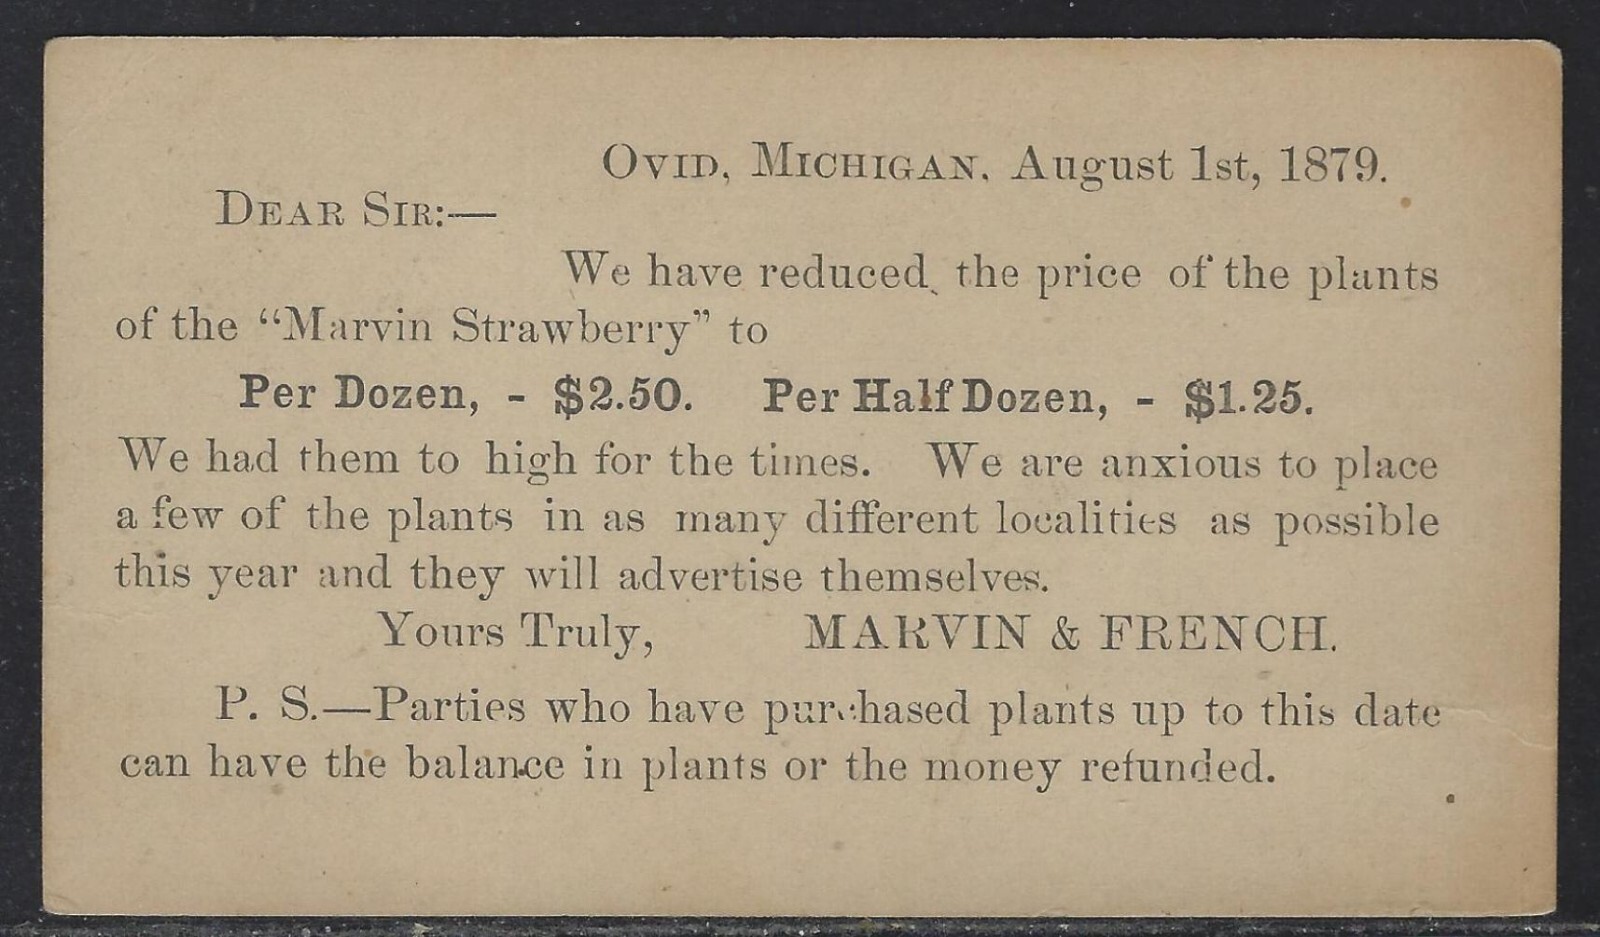 Ovid, Michigan. August 1st, 1879.
Dear Sir:—
We have reduced the price of the plants
of the “Marvin Strawberry” to
Per Dozen, - $2.50. Per Half Dozen, - $1.25.
We had them to high for the times. We are anxious to place
a few of the plants in as many different localities as possible
this year and they will advertise themselves.
Yours Truly, MARVIN & FRENCH.
P. S.—Parties who have purchased plants up to this date
can have the balance in plants or the money refunded.